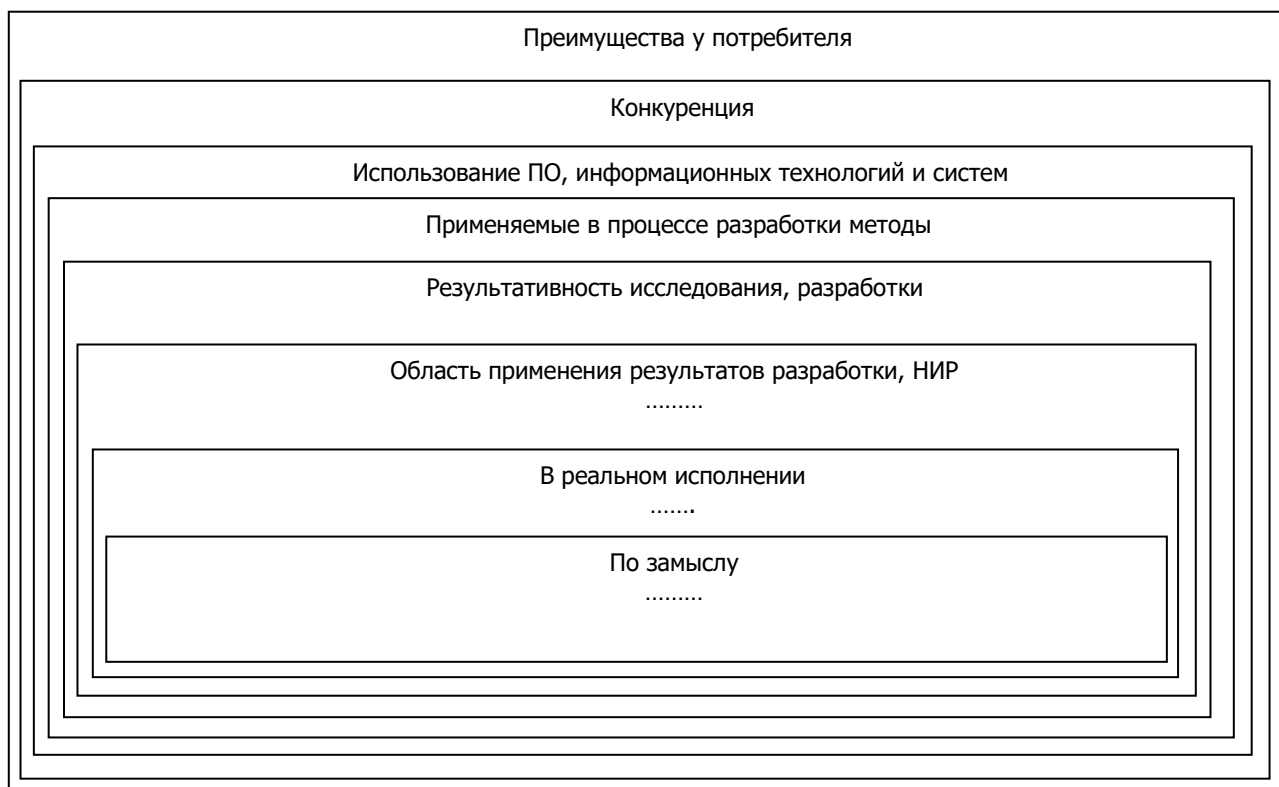 Преимущества у потребителя
Конкуренция
Использование ПО, информационных технологий и систем
Применяемые в процессе разработки методы
Результативность исследования, разработки
Область применения результатов разработки, НИР
………
В реальном исполнении
…….
По замыслу
………